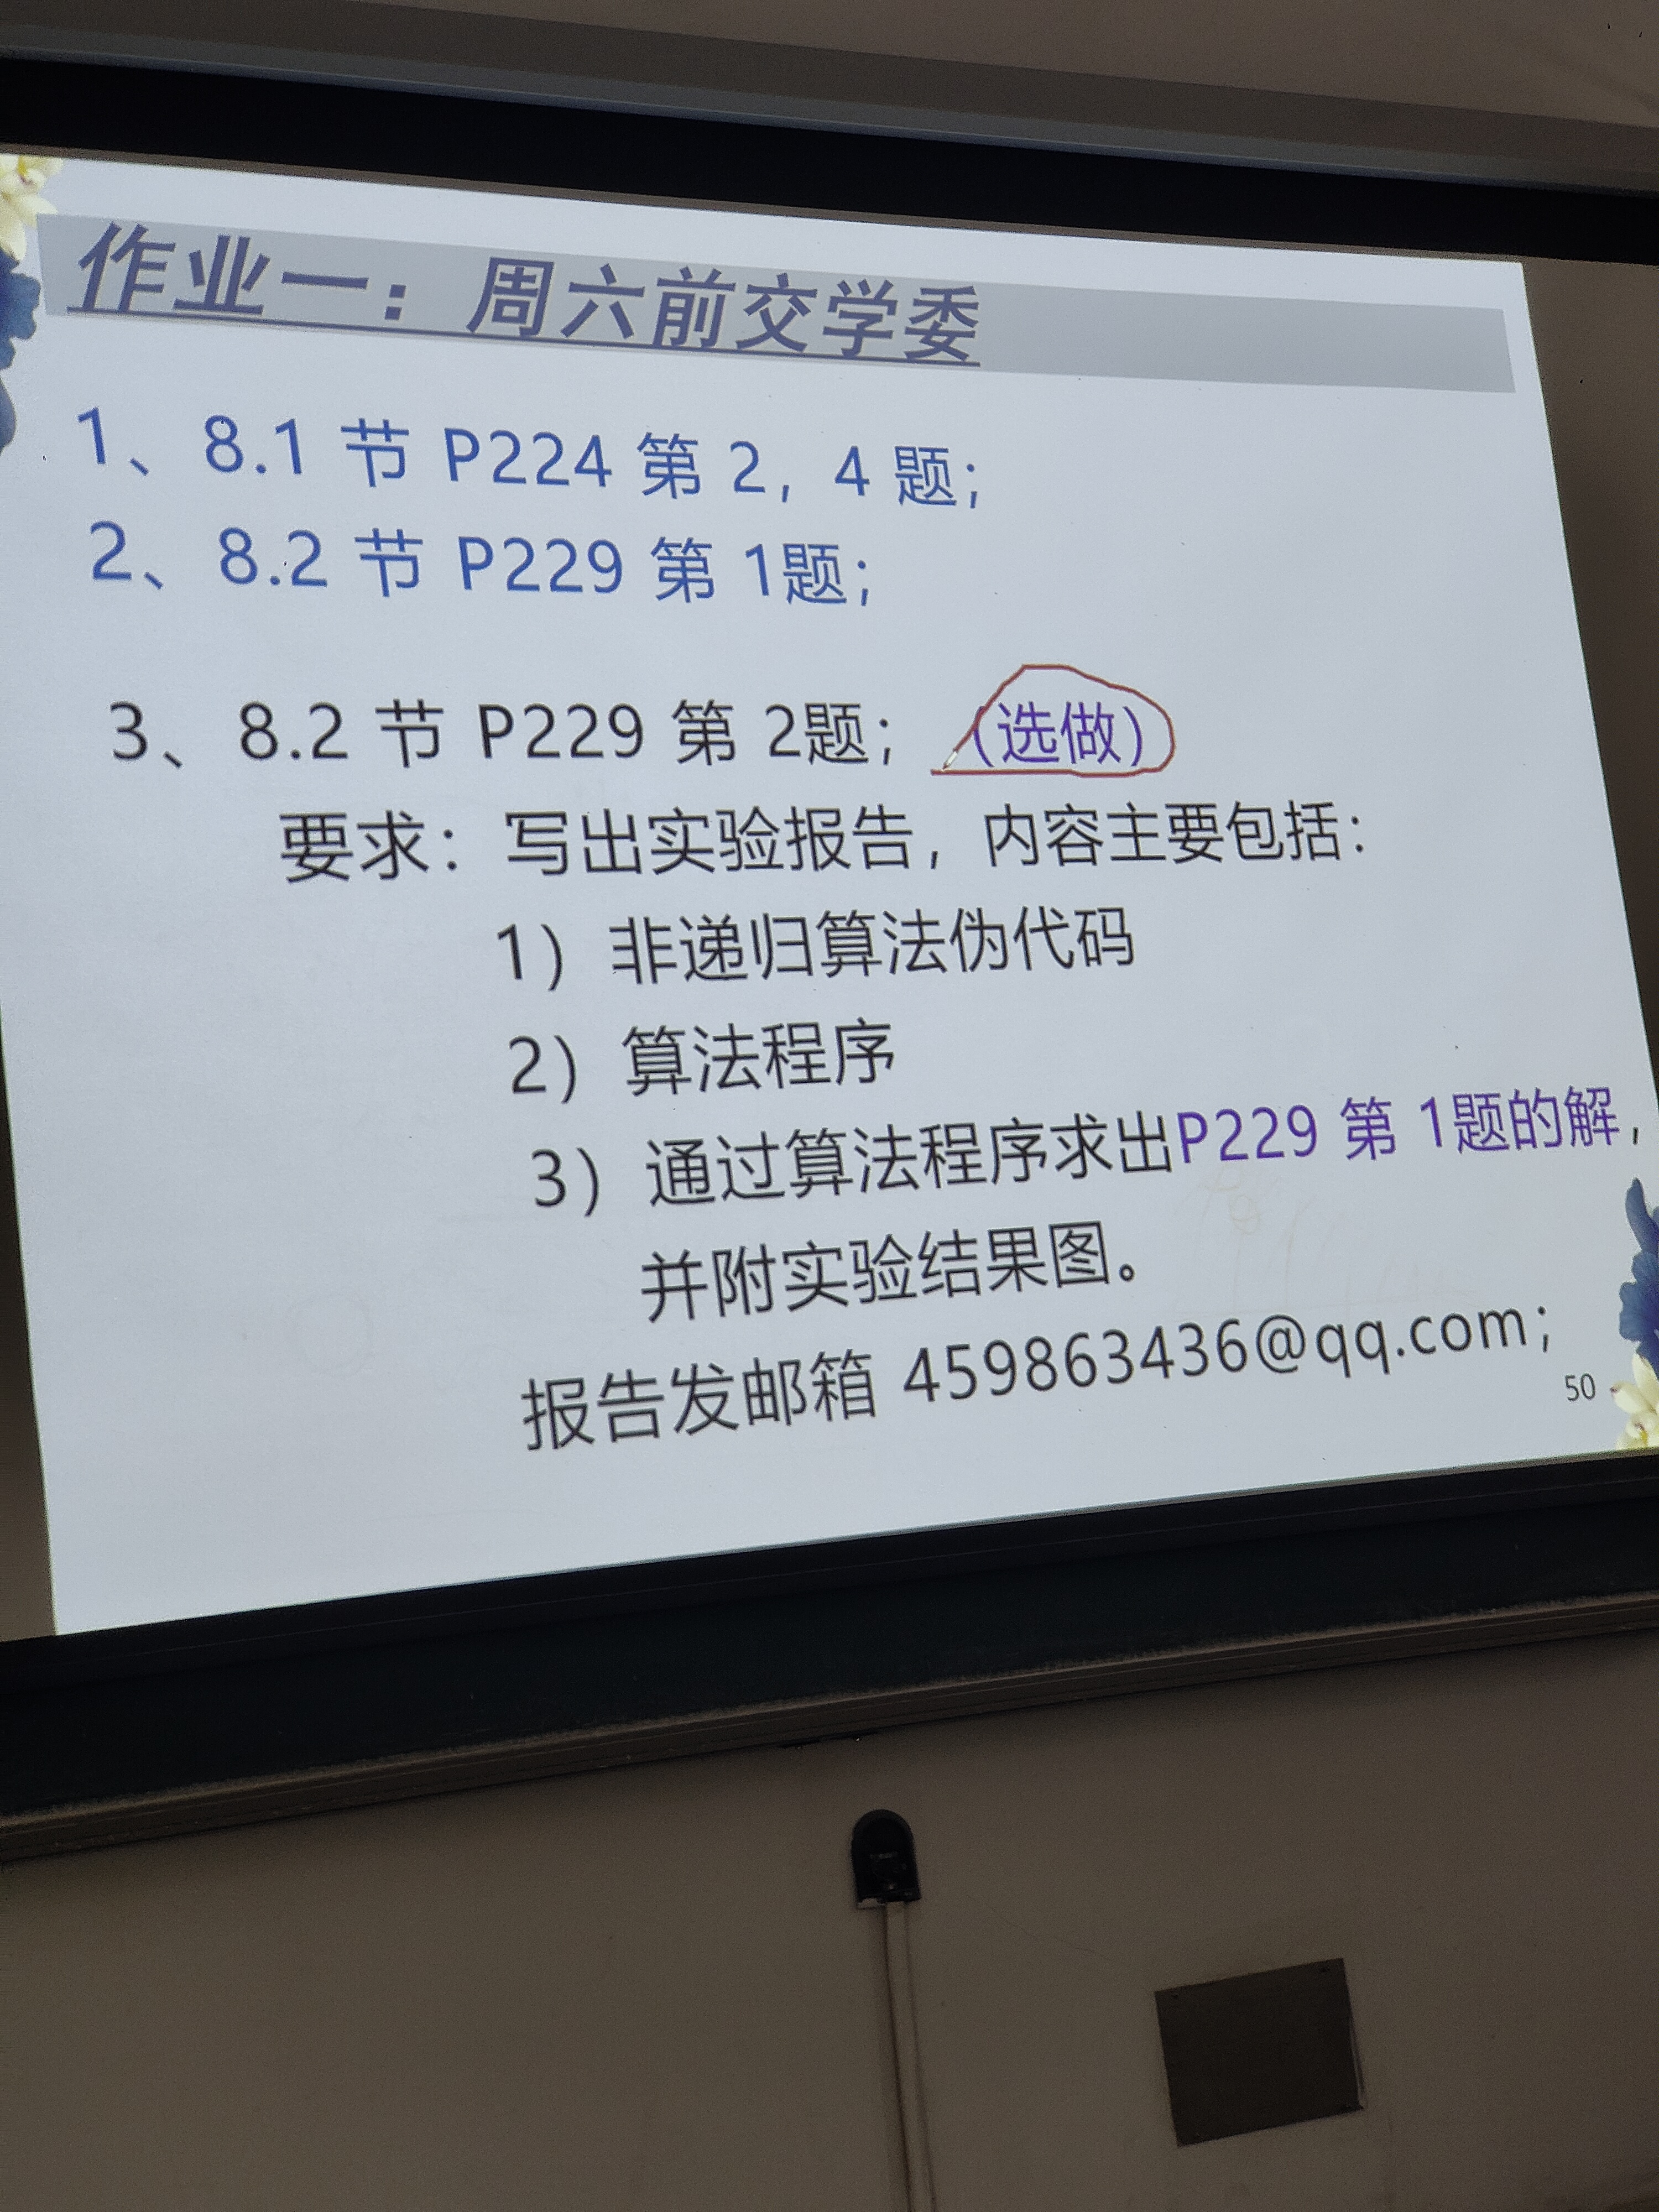 作业一：周六前交学委
1、8.1 节 P224 第 2，4 题；
2、8.2 节 P229 第 1题；
3、8.2 节 P229 第 2题；（选做）
要求：写出实验报告，内容主要包括：
1）非递归算法伪代码
2）算法程序
3）通过算法程序求出P229 第 1题的解，
并附实验结果图。
报告发邮箱 459863436@qq.com；
50